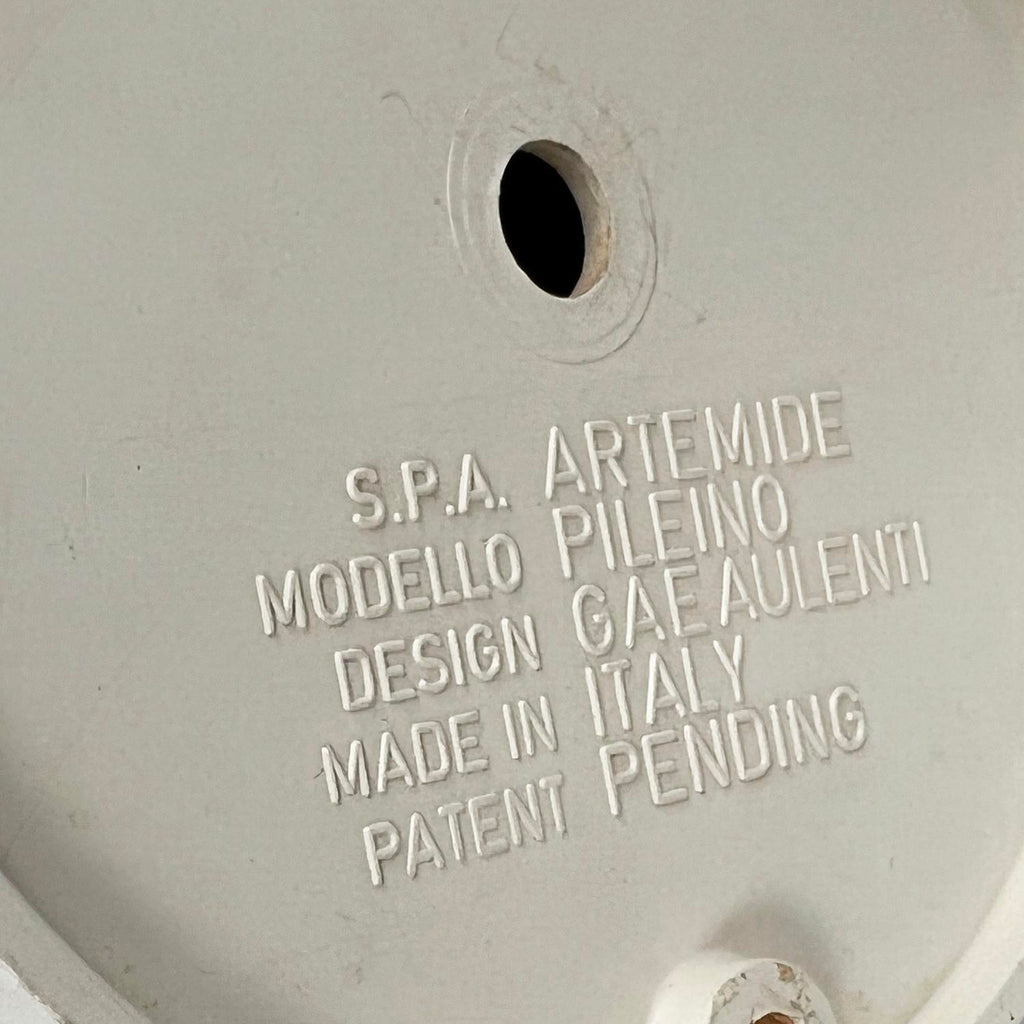 S.P.A. ARTEMIDE
MODELLO PILEINO
DESIGN GAE AULENTI
MADE IN ITALY
PATENT PENDING